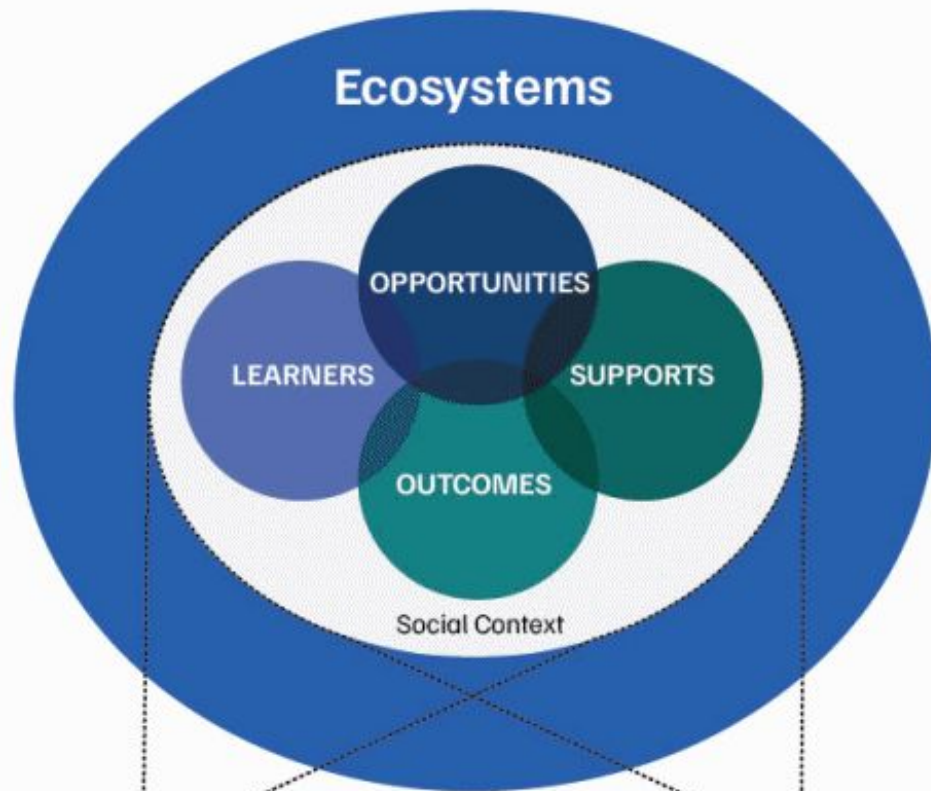 Ecosystems
OPPORTUNITIES
LEARNERS
SUPPORTS
OUTCOMES
Social Context